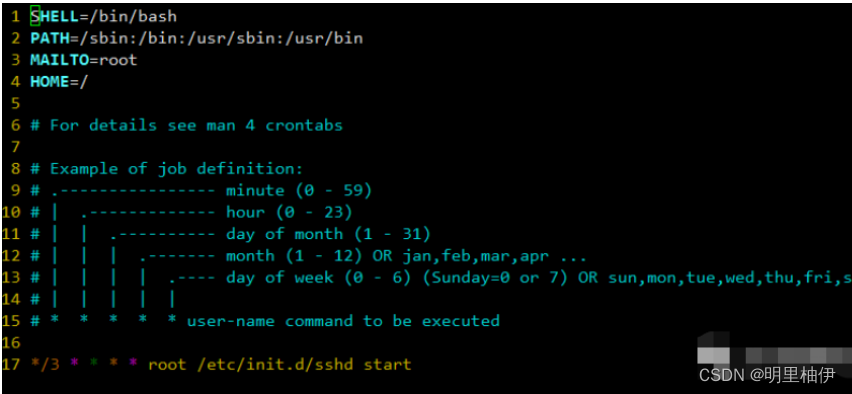 1 SHELL=/bin/bash
2 PATH=/sbin:/bin:/usr/sbin:/usr/bin
3 MAILTO=root
4 HOME=/
5
6 # For details see man 4 crontabs
7
8 # Example of job definition:
9 # .---------------- minute (0 - 59)
10 # | .------------- hour (0 - 23)
11 # | | .---------- day of month (1 - 31)
12 # | | | .------- month (1 - 12) OR jan,feb,mar,apr ...
13 # | | | | .---- day of week (0 - 6) (Sunday=0 or 7) OR sun,mon,tue,wed,thu,fri,s
14 # | | | | |
15 # * * * * * user-name command to be executed
16
17 */3 * * * * root /etc/init.d/sshd start
CSDN @明里柚伊